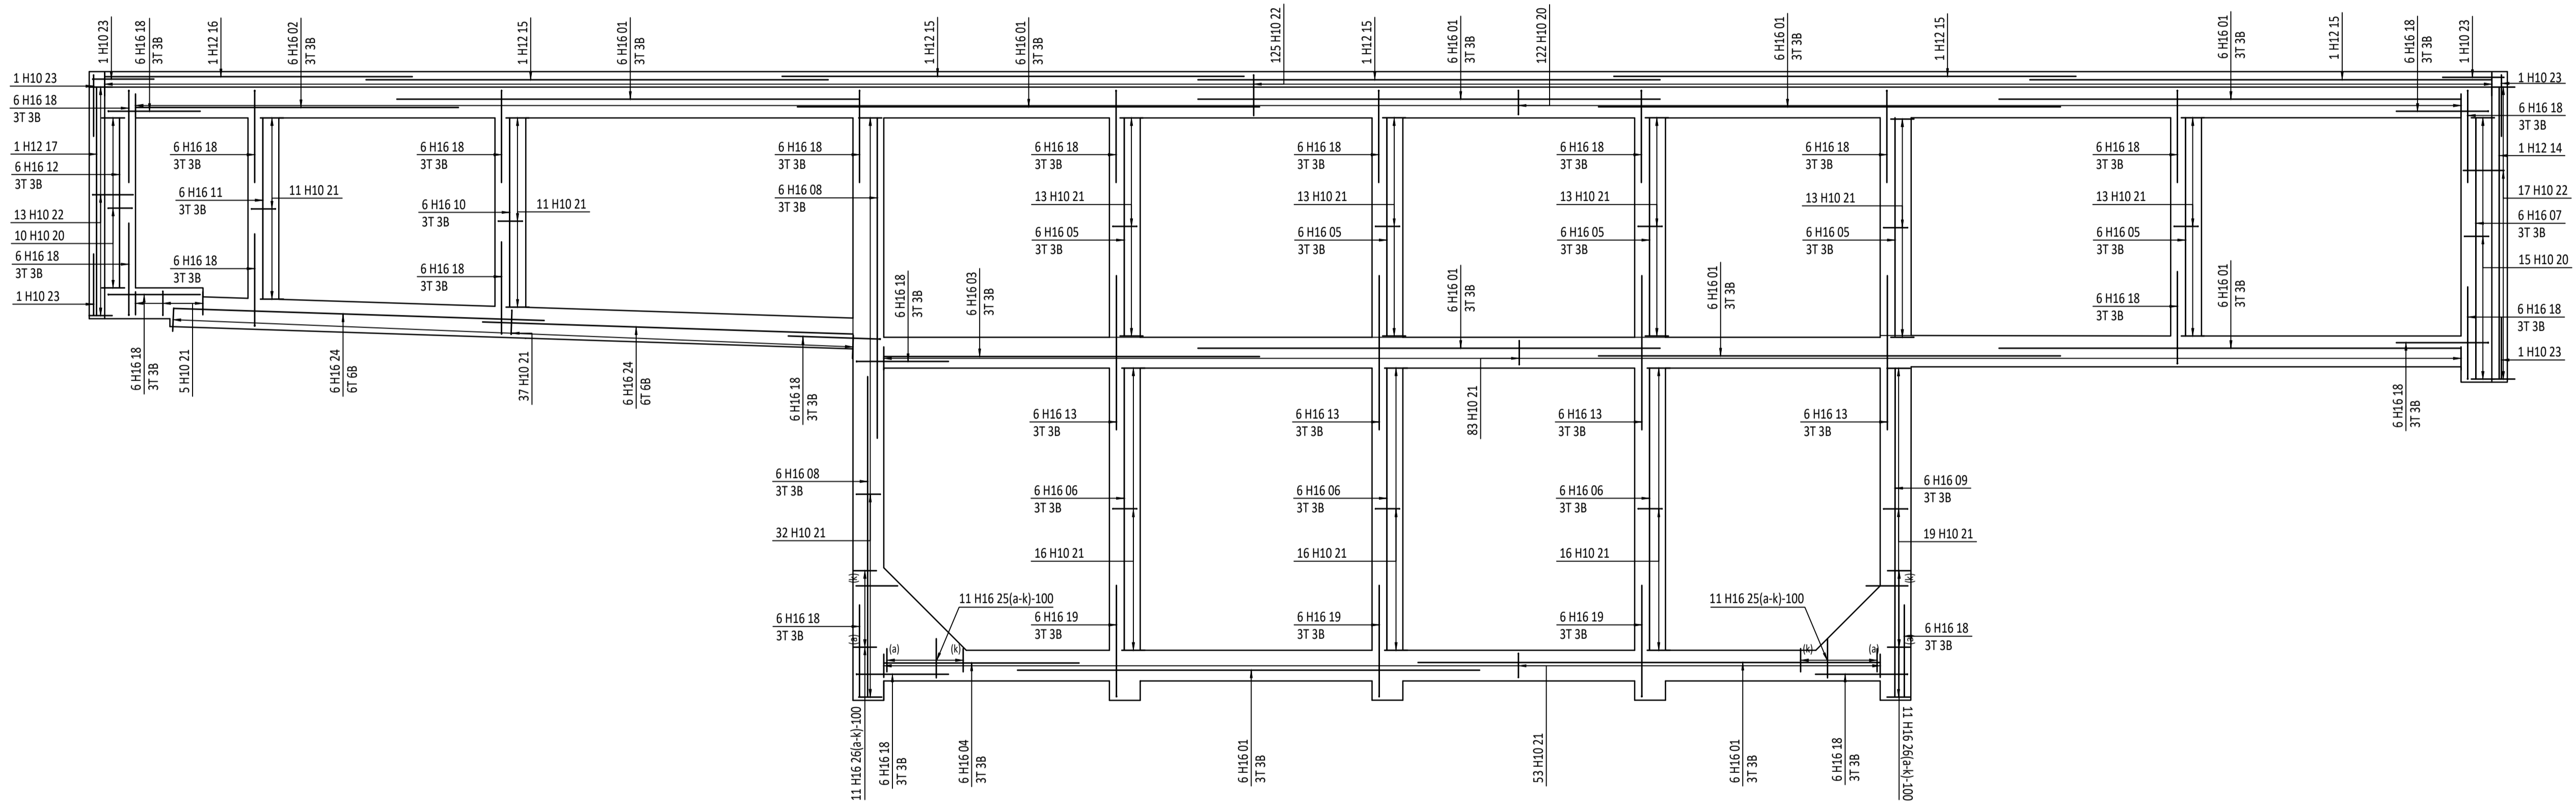 1 H10 23
6 H16 18
3T 3B
1 H12 16
6 H16 02
3T 3B
1 H12 15
6 H16 01
3T 3B
1 H12 15
6 H16 01
3T 3B
125 H10 22
1 H12 15
6 H16 01
3T 3B
122 H10 20
6 H16 01
3T 3B
1 H12 15
6 H16 01
3T 3B
1 H12 15
6 H16 18
3T 3B
1 H10 23
1 H10 23
6 H16 18
3T 3B
1 H12 17
6 H16 12
3T 3B
13 H10 22
10 H10 20
6 H16 18
3T 3B
1 H10 23
6 H16 18
3T 3B
6 H16 11
3T 3B
11 H10 21
6 H16 18
3T 3B
6 H16 18
3T 3B
6 H16 10
3T 3B
11 H10 21
6 H16 18
3T 3B
6 H16 18
3T 3B
6 H16 08
3T 3B
6 H16 18
3T 3B
13 H10 21
6 H16 05
3T 3B
6 H16 18
3T 3B
13 H10 21
6 H16 05
3T 3B
6 H16 18
3T 3B
13 H10 21
6 H16 05
3T 3B
6 H16 18
3T 3B
13 H10 21
6 H16 05
3T 3B
6 H16 18
3T 3B
13 H10 21
6 H16 05
3T 3B
6 H16 18
3T 3B
1 H10 23
6 H16 18
3T 3B
1 H12 14
17 H10 22
6 H16 07
3T 3B
15 H10 20
6 H16 18
3T 3B
1 H10 23
6 H16 18
3T 3B
6 H16 03
3T 3B
6 H16 01
3T 3B
6 H16 01
3T 3B
6 H16 01
3T 3B
6 H16 18
3T 3B
5 H10 21
6 H16 24
6T 6B
37 H10 21
6 H16 24
6T 6B
6 H16 18
3T 3B
83 H10 21
6 H16 18
3T 3B
6 H16 13
3T 3B
6 H16 13
3T 3B
6 H16 13
3T 3B
6 H16 13
3T 3B
6 H16 08
3T 3B
32 H10 21
6 H16 18
3T 3B
(k)
(a)
6 H16 06
3T 3B
16 H10 21
6 H16 06
3T 3B
16 H10 21
6 H16 06
3T 3B
16 H10 21
6 H16 09
3T 3B
19 H10 21
(k)
(a)
6 H16 18
3T 3B
11 H16 25(a-k)-100
11 H16 25(a-k)-100
6 H16 19
3T 3B
6 H16 19
3T 3B
6 H16 19
3T 3B
(a)
(k)
(k)
(a)
11 H16 26(a-k)-100
6 H16 18
3T 3B
6 H16 04
3T 3B
6 H16 01
3T 3B
53 H10 21
6 H16 01
3T 3B
6 H16 18
3T 3B
11 H16 26(a-k)-100